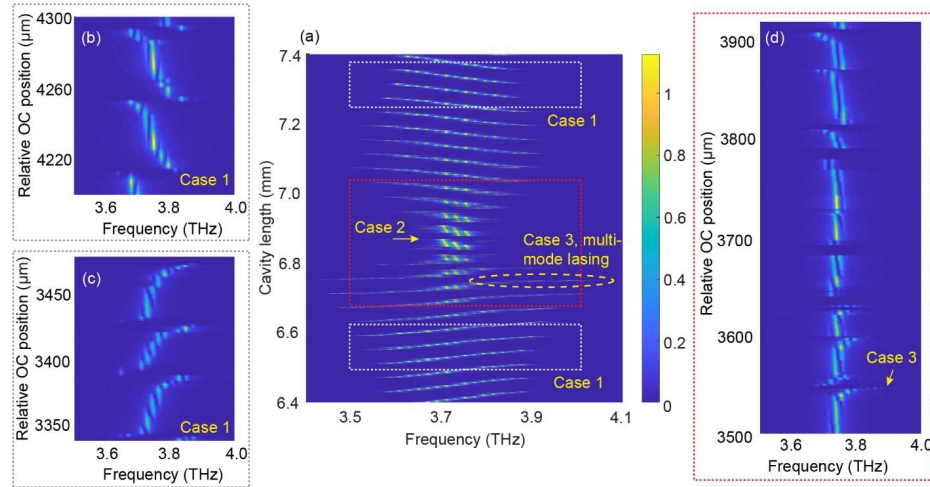 (b)
Relative OC position (μm)
4300
4260
4220
Case 1
3.6
3.8
4.0
Frequency (THz)
(c)
Relative OC position (μm)
3450
3400
3350
Case 1
3.6
3.8
4.0
Frequency (THz)
(a)
Cavity length (mm)
7.4
7.2
7.0
6.8
6.6
6.4
Case 1
Case 2
Case 3, multi-
mode lasing
Case 1
3.5
3.7
3.9
4.1
Frequency (THz)
1
0.8
0.6
0.4
0.2
0
(d)
Relative OC position (μm)
3900
3800
3700
3600
3500
Case 3
3.6
3.8
4.0
Frequency (THz)